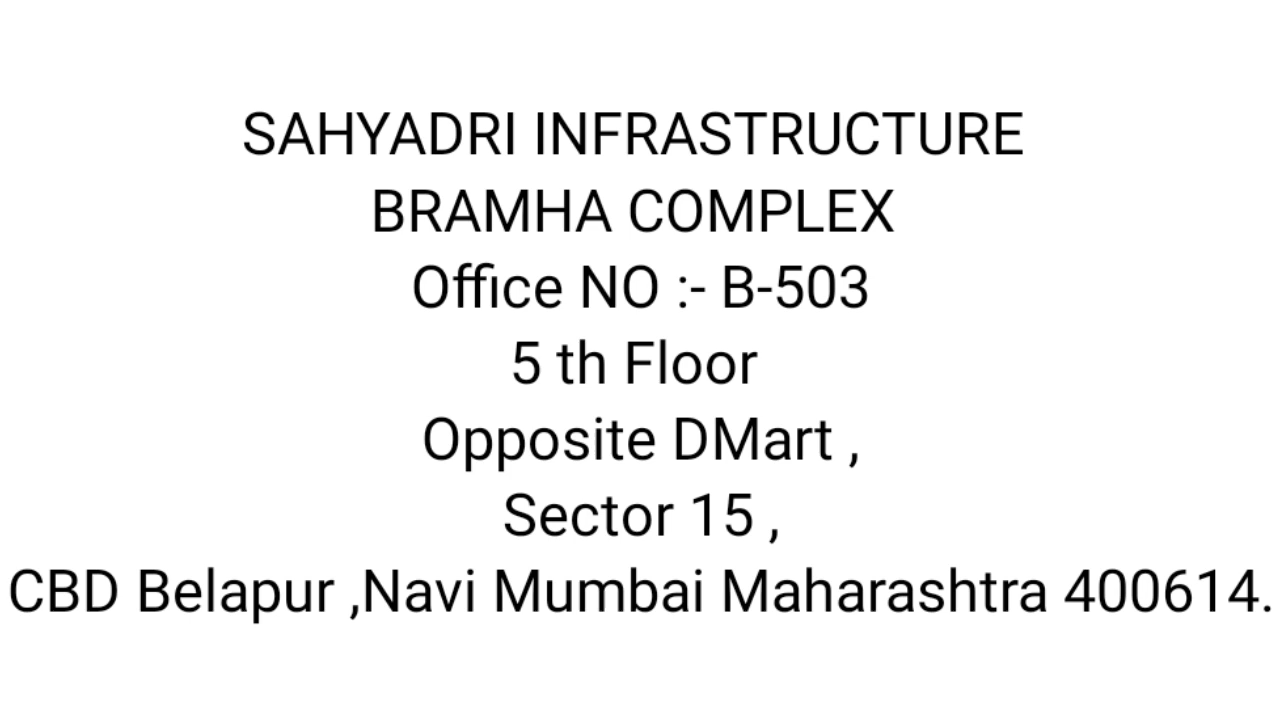 SAHYADRI INFRASTRUCTURE
BRAMHA COMPLEX
Office NO :- B-503
5 th Floor
Opposite DMart ,
Sector 15 ,
CBD Belapur ,Navi Mumbai Maharashtra 400614.